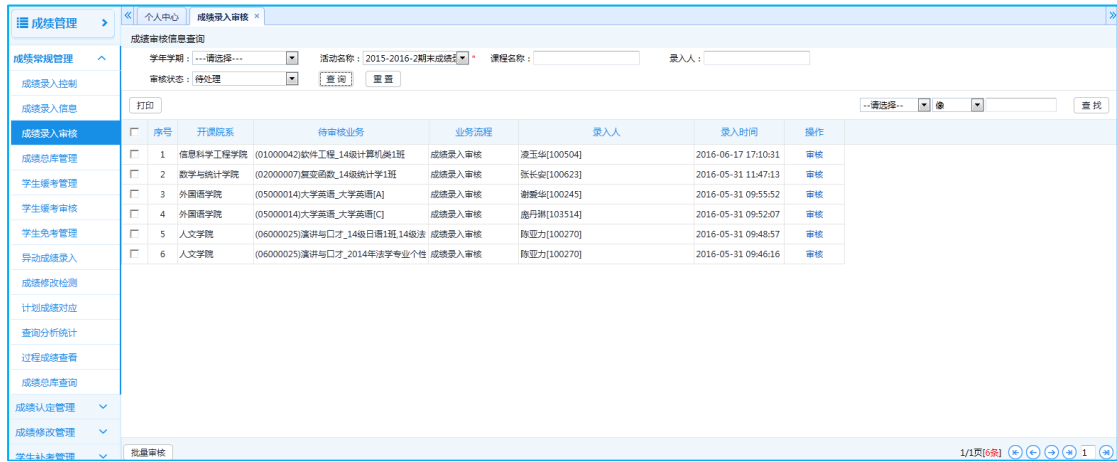 成绩管理
个人中心 成绩录入审核 ×
成绩审核信息查询
学年学期：---请选择--- 活动名称：2015-2016-2期末成绩 * 课程名称： 录入人：
审核状态：待处理 查询 重置
打印 --请选择-- 像 查找
序号 开课院系 待审核业务 业务流程 录入人 录入时间 操作
1 信息科学工程学院 (01000042)软件工程_14级计算机类1班 成绩录入审核 凌玉华[100504] 2016-06-17 17:10:31 审核
2 数学与统计学院 (02000007)复变函数_14级统计学1班 成绩录入审核 张长安[100623] 2016-05-31 11:47:13 审核
3 外国语学院 (05000014)大学英语_大学英语[A] 成绩录入审核 谢爱华[100245] 2016-05-31 09:55:52 审核
4 外国语学院 (05000014)大学英语_大学英语[C] 成绩录入审核 庞丹琳[103514] 2016-05-31 09:52:07 审核
5 人文学院 (06000025)演讲与口才_14级日语1班,14级法 成绩录入审核 陈亚力[100270] 2016-05-31 09:48:57 审核
6 人文学院 (06000025)演讲与口才_2014年法学专业个性 成绩录入审核 陈亚力[100270] 2016-05-31 09:46:16 审核
成绩常规管理
成绩录入控制
成绩录入信息
成绩录入审核
成绩总库管理
学生缓考管理
学生缓考审核
学生免考管理
异动成绩录入
成绩修改检测
计划成绩对应
查询分析统计
过程成绩查看
成绩总库查询
成绩认定管理
成绩修改管理
学生补考管理
批量审核 1/1页[6条] 1